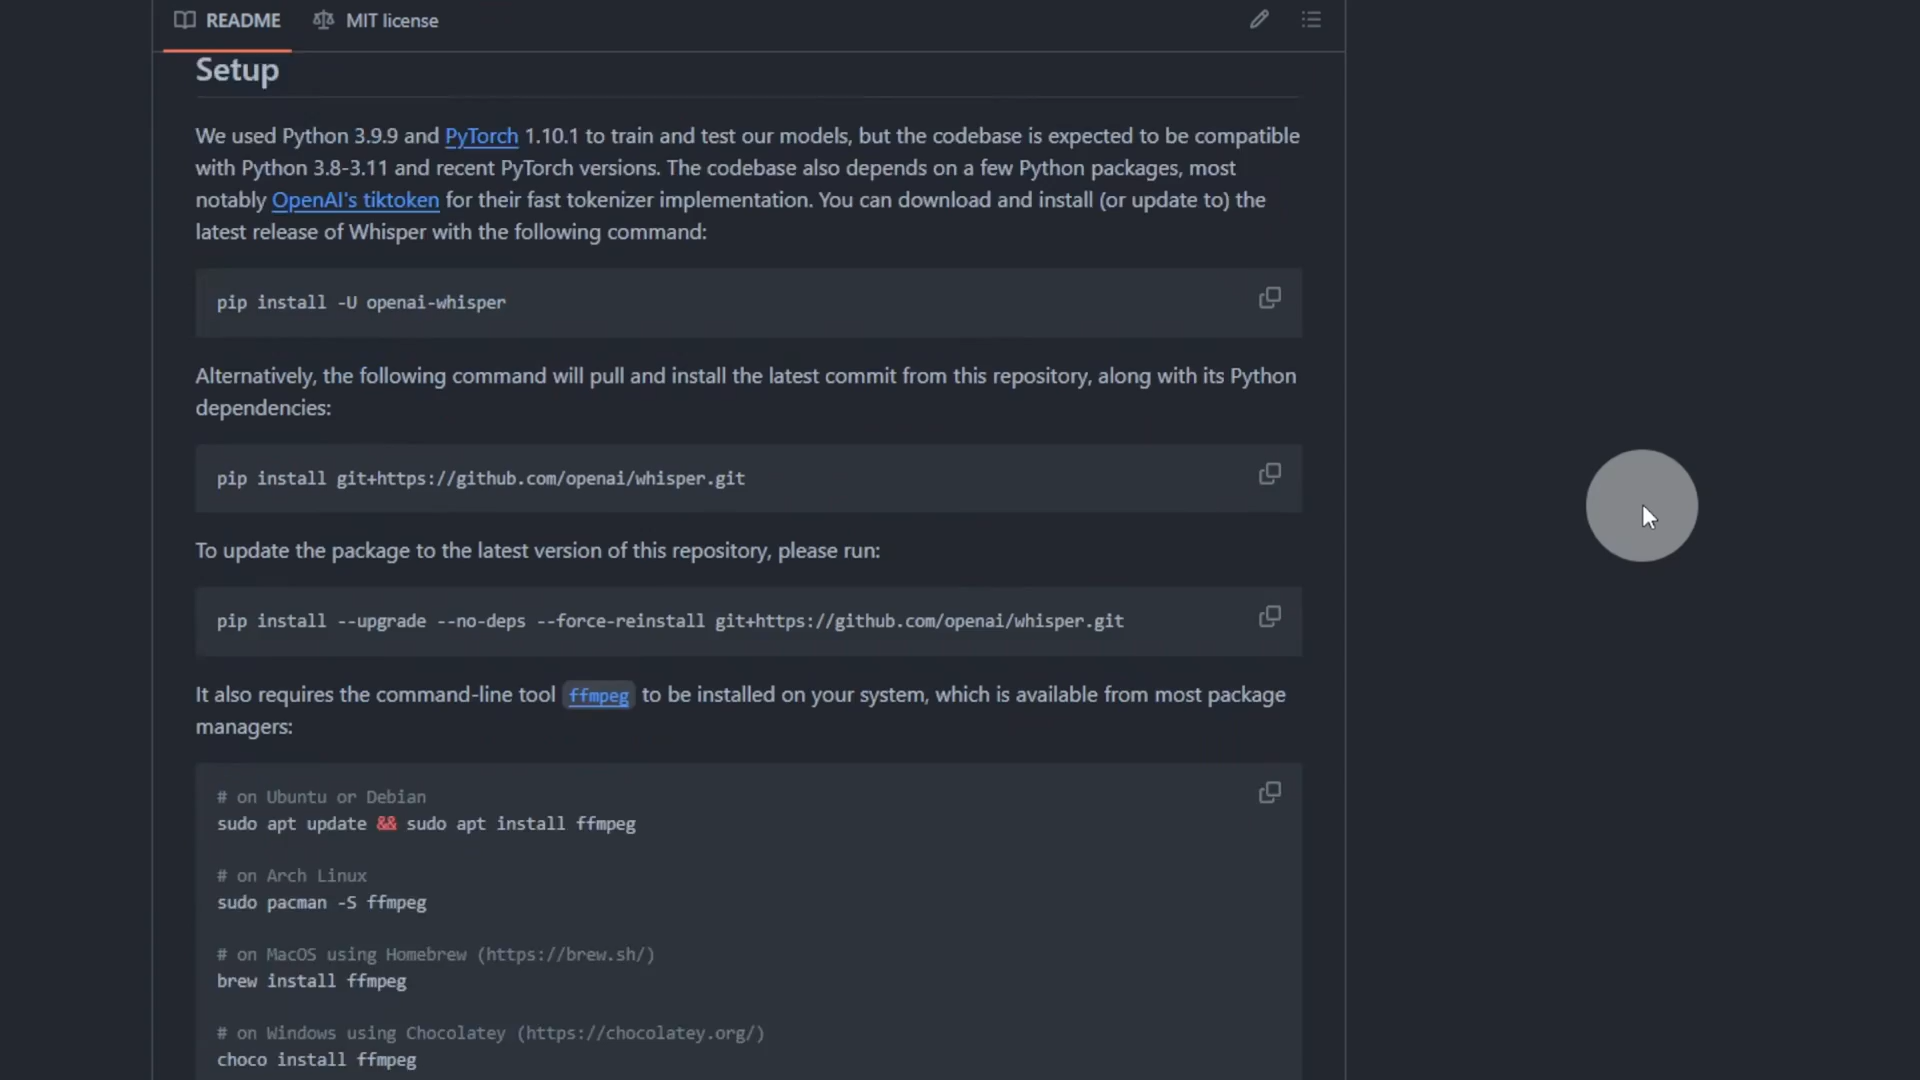 README MIT license
Setup
We used Python 3.9.9 and PyTorch 1.10.1 to train and test our models, but the codebase is expected to be compatible
with Python 3.8-3.11 and recent PyTorch versions. The codebase also depends on a few Python packages, most
notably OpenAI's tiktoken for their fast tokenizer implementation. You can download and install (or update to) the
latest release of Whisper with the following command:
pip install -U openai-whisper
Alternatively, the following command will pull and install the latest commit from this repository, along with its Python
dependencies:
pip install git+https://github.com/openai/whisper.git
To update the package to the latest version of this repository, please run:
pip install --upgrade --no-deps --force-reinstall git+https://github.com/openai/whisper.git
It also requires the command-line tool ffmpeg to be installed on your system, which is available from most package
managers:
# on Ubuntu or Debian
sudo apt update && sudo apt install ffmpeg
# on Arch Linux
sudo pacman -S ffmpeg
# on MacOS using Homebrew (https://brew.sh/)
brew install ffmpeg
# on Windows using Chocolatey (https://chocolatey.org/)
choco install ffmpeg